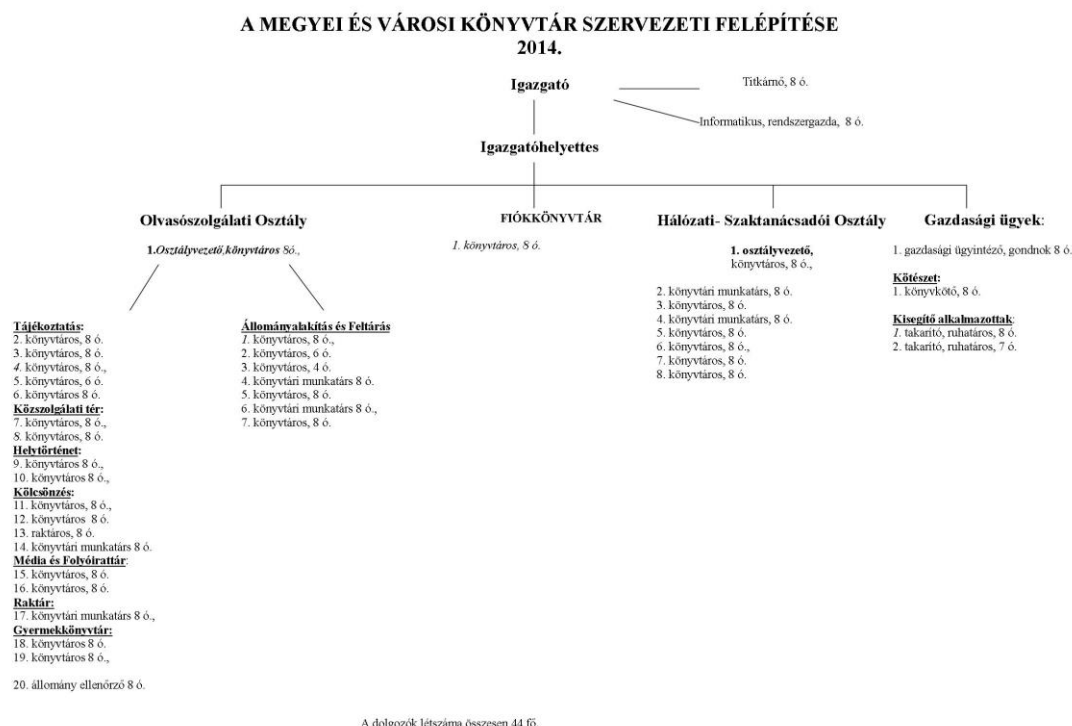 A MEGYEI ÉS VÁROSI KÖNYVTÁR SZERVEZETI FELÉPÍTÉSE
2014.
Igazgató
Titkárnő, 8 ó.
Informatikus, rendszergazda, 8 ó.
Igazgatóhelyettes
Olvasószolgálati Osztály
1.Osztályvezető,könyvtáros 8ó.,
Tájékoztatás:
2. könyvtáros, 8 ó.
3. könyvtáros, 8 ó.
4. könyvtáros, 8 ó.,
5. könyvtáros, 6 ó.
6. könyvtáros 8 ó.
Közszolgálati tér:
7. könyvtáros, 8 ó.,
8. könyvtáros, 8 ó.
Helytörténet:
9. könyvtáros 8 ó.,
10. könyvtáros 8 ó.,
Kölcsönzés:
11. könyvtáros, 8 ó.,
12. könyvtáros 8 ó.
13. raktáros, 8 ó.
14. könyvtári munkatárs 8 ó.
Média és Folyóirattár:
15. könyvtáros, 8 ó.
16. könyvtáros, 8 ó.
Raktár:
17. könyvtári munkatárs 8 ó.,
Gyermekkönyvtár:
18. könyvtáros 8 ó.
19. könyvtáros 8 ó.,
20. állomány ellenőrző 8 ó.
Állományalakítás és Feltárás
1. könyvtáros, 8 ó.,
2. könyvtáros, 6 ó.
3. könyvtáros, 4 ó.
4. könyvtári munkatárs 8 ó.
5. könyvtáros, 8 ó.
6. könyvtári munkatárs 8 ó.,
7. könyvtáros, 8 ó.
FIÓKKÖNYVTÁR
1. könyvtáros, 8 ó.
Hálózati- Szaktanácsadói Osztály
1. osztályvezető,
könyvtáros, 8 ó.,
2. könyvtári munkatárs, 8 ó.
3. könyvtáros, 8 ó.
4. könyvtári munkatárs, 8 ó.
5. könyvtáros, 8 ó.
6. könyvtáros, 8 ó.,
7. könyvtáros, 8 ó.
8. könyvtáros, 8 ó.
Gazdasági ügyek:
1. gazdasági ügyintéző, gondnok 8 ó.
Kötészet:
1. könyvkötő, 8 ó.
Kisegítő alkalmazottak:
1. takarító, ruhatáros, 8 ó.
2. takarító, ruhatáros, 7 ó.
A dolgozók létszáma összesen 44 fő